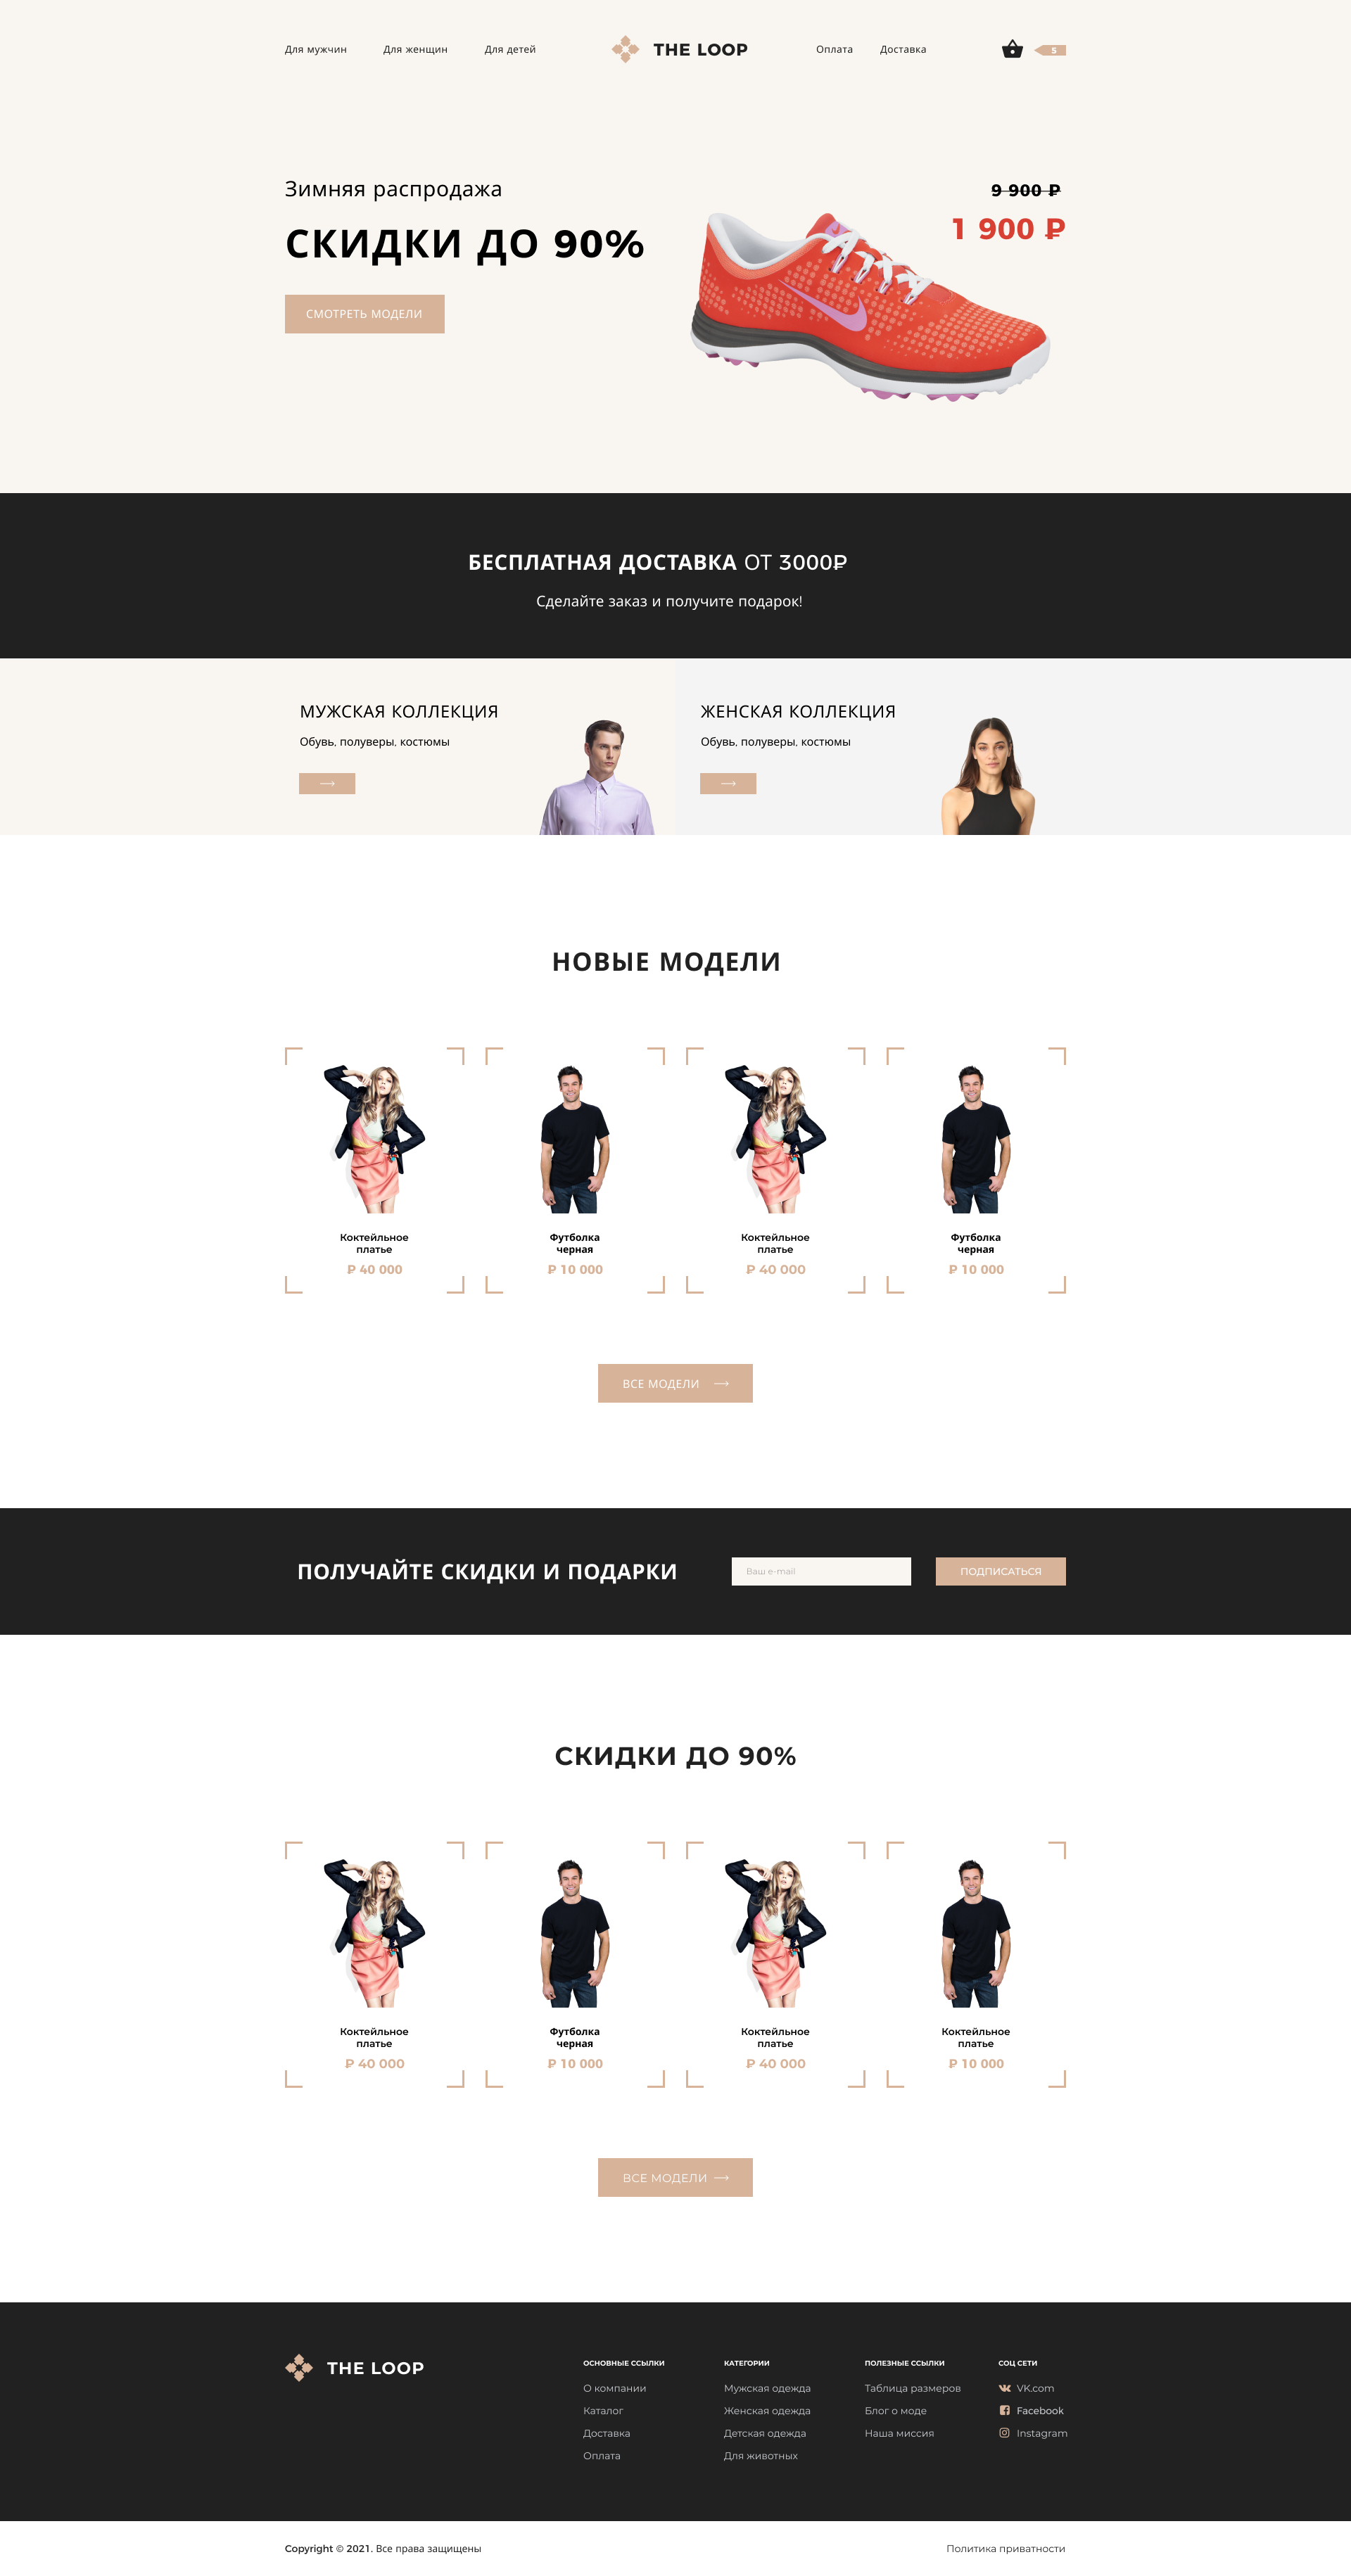 Для мужчин Для женщин Для детей THE LOOP Оплата Доставка 5
Зимняя распродажа
СКИДКИ ДО 90%
СМОТРЕТЬ МОДЕЛИ
9 900 ₽
1 900 ₽
БЕСПЛАТНАЯ ДОСТАВКА ОТ 3000₽
Сделайте заказ и получите подарок!
МУЖСКАЯ КОЛЛЕКЦИЯ
Обувь, полуверы, костюмы
ЖЕНСКАЯ КОЛЛЕКЦИЯ
Обувь, полуверы, костюмы
НОВЫЕ МОДЕЛИ
Коктейльное
платье
₽ 40 000
Футболка
черная
₽ 10 000
Коктейльное
платье
₽ 40 000
Футболка
черная
₽ 10 000
ВСЕ МОДЕЛИ
ПОЛУЧАЙТЕ СКИДКИ И ПОДАРКИ
Ваш e-mail
ПОДПИСАТЬСЯ
СКИДКИ ДО 90%
Коктейльное
платье
₽ 40 000
Футболка
черная
₽ 10 000
Коктейльное
платье
₽ 40 000
Коктейльное
платье
₽ 10 000
ВСЕ МОДЕЛИ
THE LOOP
ОСНОВНЫЕ ССЫЛКИ
О компании
Каталог
Доставка
Оплата
КАТЕГОРИИ
Мужская одежда
Женская одежда
Детская одежда
Для животных
ПОЛЕЗНЫЕ ССЫЛКИ
Таблица размеров
Блог о моде
Наша миссия
СОЦ СЕТИ
VK.com
Facebook
Instagram
Copyright © 2021. Все права защищены
Политика приватности